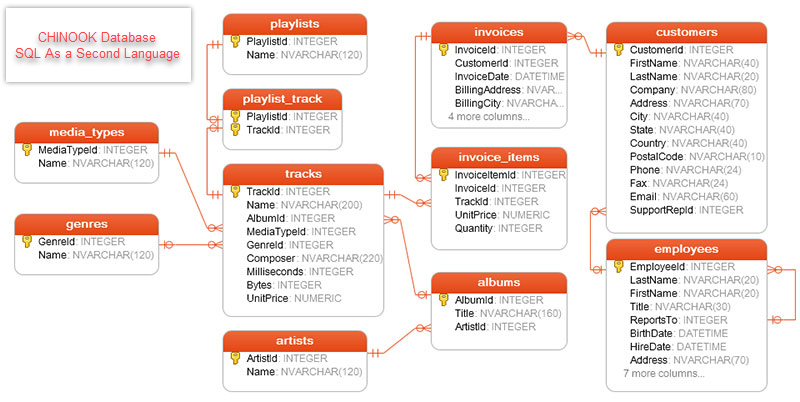 CHINOOK Database
SQL As a Second Language
playlists
PlaylistId: INTEGER
Name: NVARCHAR(120)
playlist_track
PlaylistId: INTEGER
TrackId: INTEGER
media_types
MediaTypeId: INTEGER
Name: NVARCHAR(120)
genres
GenreId: INTEGER
Name: NVARCHAR(120)
tracks
TrackId: INTEGER
Name: NVARCHAR(200)
AlbumId: INTEGER
MediaTypeId: INTEGER
GenreId: INTEGER
Composer: NVARCHAR(220)
Milliseconds: INTEGER
Bytes: INTEGER
UnitPrice: NUMERIC
artists
ArtistId: INTEGER
Name: NVARCHAR(120)
invoices
InvoiceId: INTEGER
CustomerId: INTEGER
InvoiceDate: DATETIME
BillingAddress: NVAR...
BillingCity: NVARCHA...
4 more columns...
invoice_items
InvoiceItemId: INTEGER
InvoiceId: INTEGER
TrackId: INTEGER
UnitPrice: NUMERIC
Quantity: INTEGER
albums
AlbumId: INTEGER
Title: NVARCHAR(160)
ArtistId: INTEGER
customers
CustomerId: INTEGER
FirstName: NVARCHAR(40)
LastName: NVARCHAR(20)
Company: NVARCHAR(80)
Address: NVARCHAR(70)
City: NVARCHAR(40)
State: NVARCHAR(40)
Country: NVARCHAR(40)
PostalCode: NVARCHAR(10)
Phone: NVARCHAR(24)
Fax: NVARCHAR(24)
Email: NVARCHAR(60)
SupportRepId: INTEGER
employees
EmployeeId: INTEGER
LastName: NVARCHAR(20)
FirstName: NVARCHAR(20)
Title: NVARCHAR(30)
ReportsTo: INTEGER
BirthDate: DATETIME
HireDate: DATETIME
Address: NVARCHAR(70)
7 more columns...